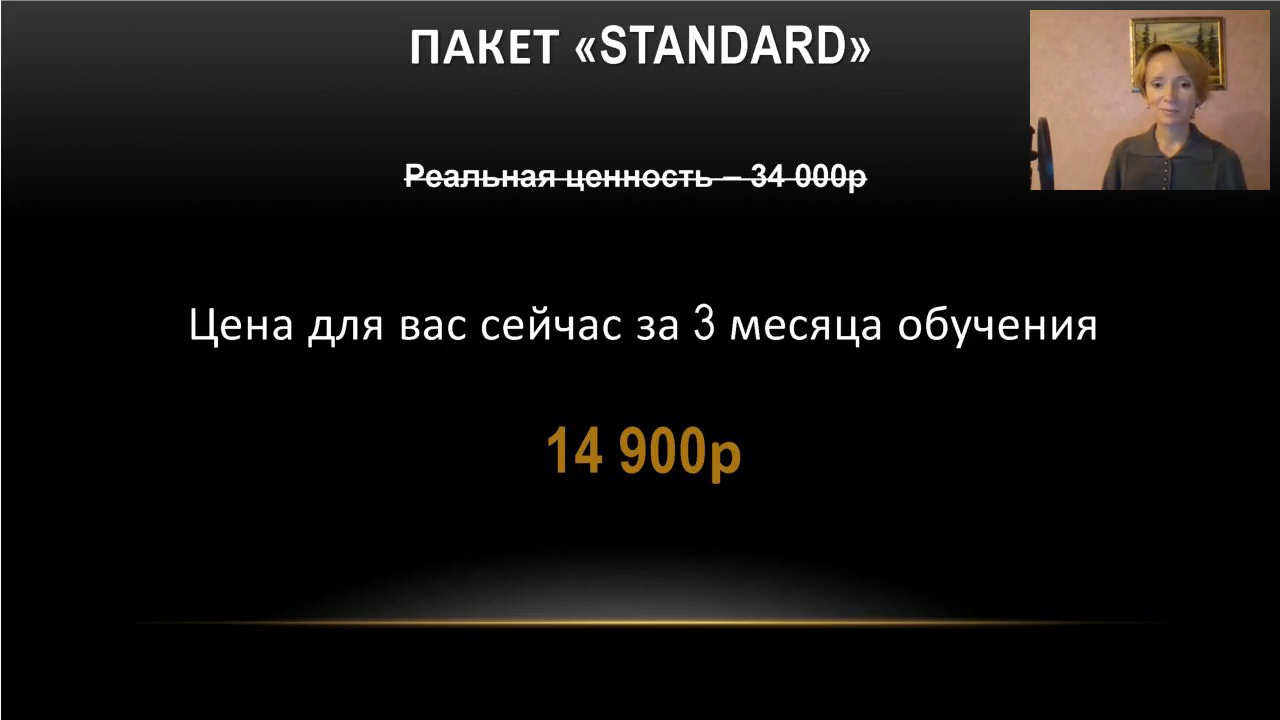 ПАКЕТ «STANDARD»
Реальная ценность – 34 000р
Цена для вас сейчас за 3 месяца обучения
14 900р